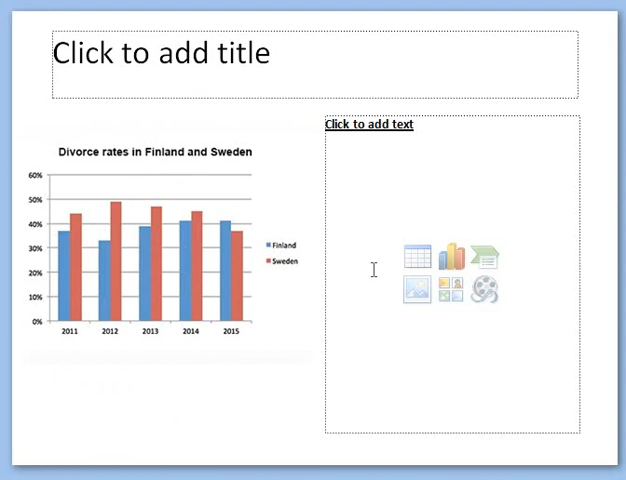 Click to add title
Click to add text
Divorce rates in Finland and Sweden
60%
50%
40%
30%
20%
10%
0%
2011 2012 2013 2014 2015
Finland
Sweden